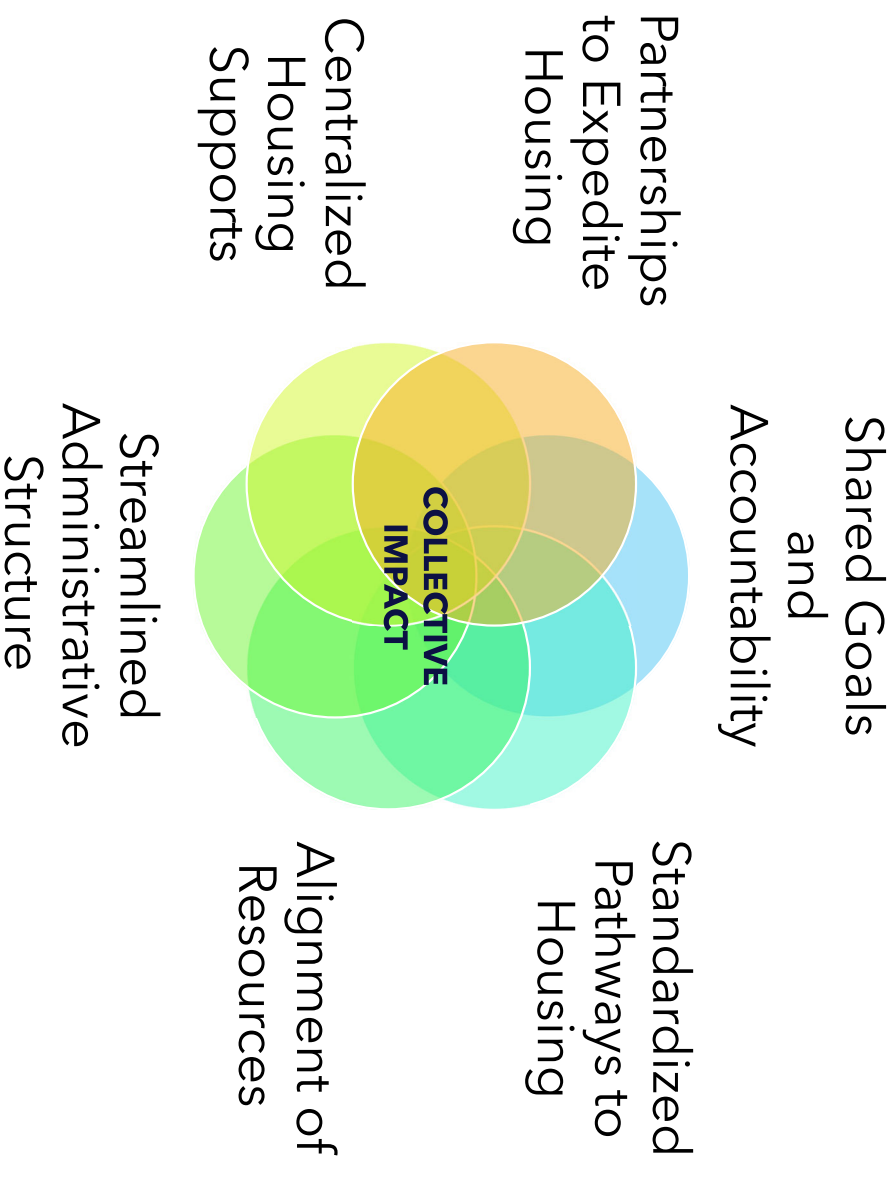 Shared Goals
and
Accountability
Partnerships
to Expedite
Housing
Standardized
Pathways to
Housing
COLLECTIVE
IMPACT
Centralized
Housing
Supports
Alignment of
Resources
Streamlined
Administrative
Structure